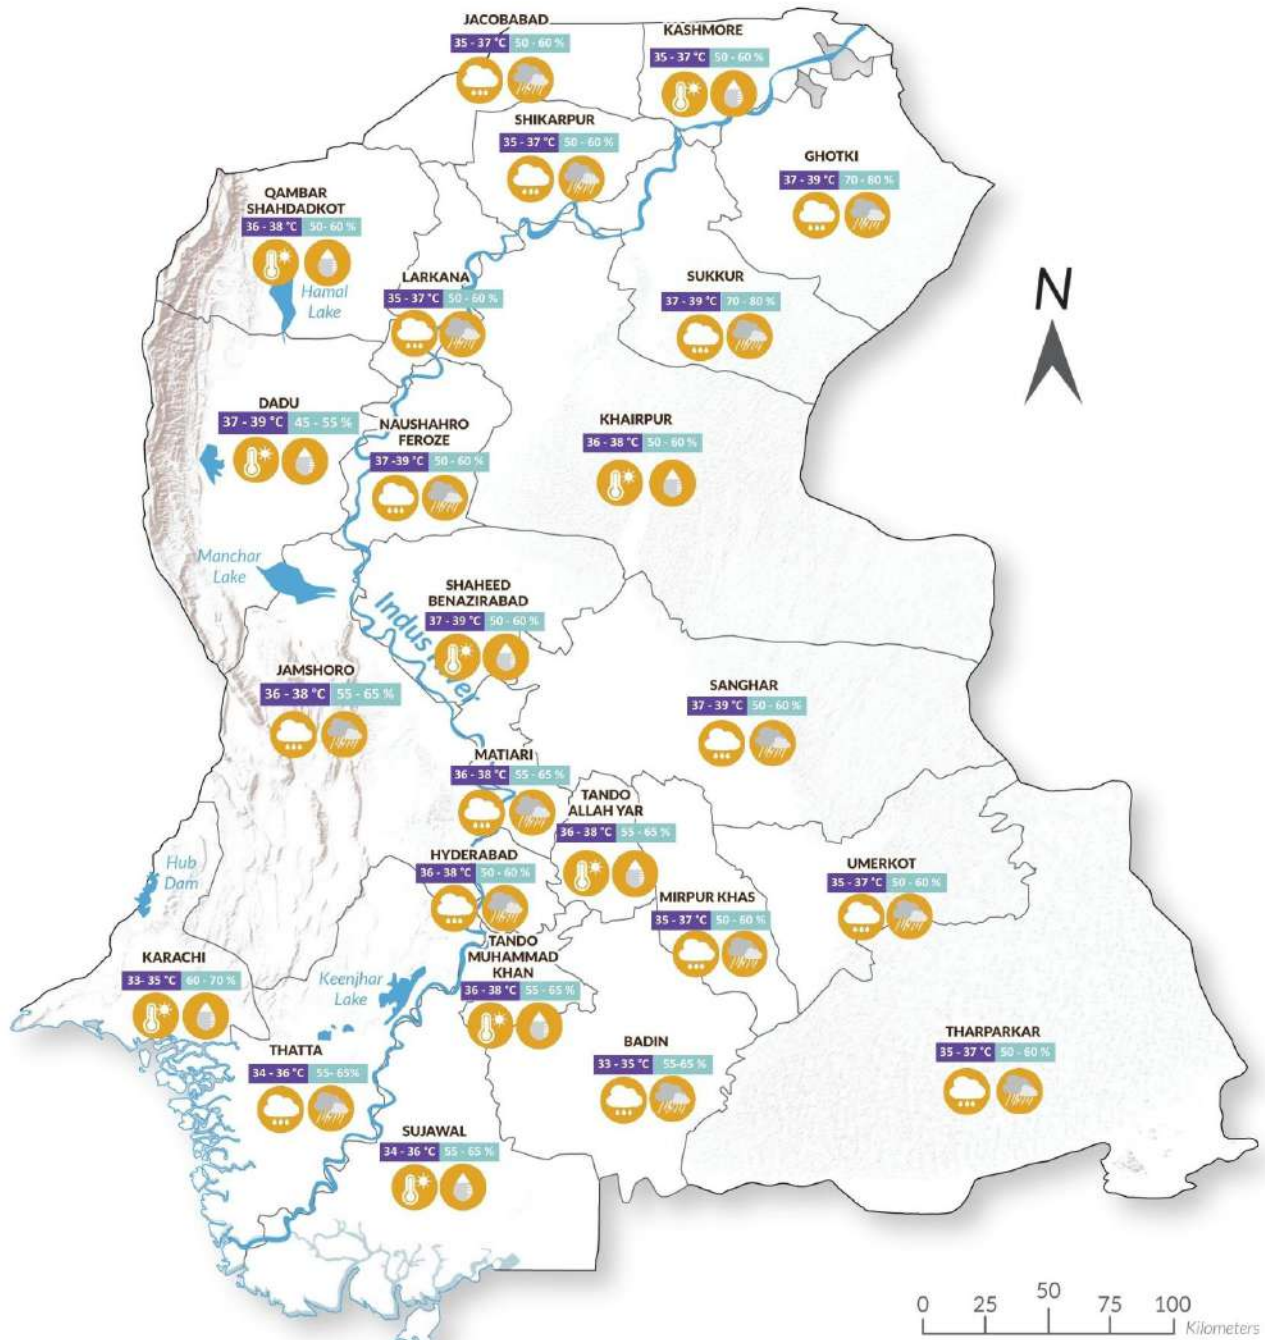 JACOBABAD
35 - 37 °C 50 - 60 %
KASHMORE
35 - 37 °C 50 - 60 %
SHIKARPUR
35 - 37 °C 50 - 60 %
GHOTKI
37 - 39 °C 70 - 80 %
QAMBAR
SHAHDADKOT
36 - 38 °C 50- 60 %
Hamal
Lake
LARKANA
35 - 37 °C 50 - 60 %
SUKKUR
37 - 39 °C 70 - 80 %
N
DADU
37 - 39 °C 45 - 55 %
NAUSHAHRO
FEROZE
37 -39 °C 50 - 60 %
KHAIRPUR
36 - 38 °C 50 - 60 %
Manchar
Lake
SHAHEED
BENAZIRABAD
37 - 39 °C 50 - 60 %
Indus River
JAMSHORO
36 - 38 °C 55 - 65 %
SANGHAR
37 - 39 °C 50 - 60 %
MATIARI
36 - 38 °C 55 - 65 %
TANDO
ALLAH YAR
36 - 38 °C 55 - 65 %
Hub
Dam
HYDERABAD
36 - 38 °C 50 - 60 %
UMERKOT
35 - 37 °C 50 - 60 %
MIRPUR KHAS
35 - 37 °C 50 - 60 %
KARACHI
33- 35 °C 60 - 70 %
Keenjhar
Lake
TANDO
MUHAMMAD
KHAN
36 - 38 °C 55 - 65 %
THATTA
34 - 36 °C 55- 65%
BADIN
33 - 35 °C 55-65 %
THARPARKAR
35 - 37 °C 50 - 60 %
SUJAWAL
34 - 36 °C 55 - 65 %
0 25 50 75 100
Kilometers